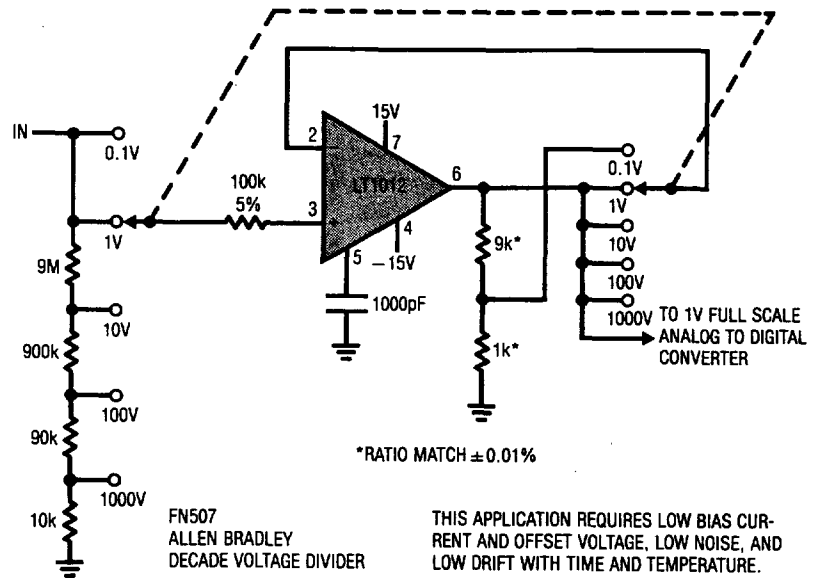 IN
0.1V
1V
9M
10V
900k
100V
90k
1000V
10k
100k
5%
2
3
15V
7
LT1012
6
4
−15V
5
1000pF
9k*
1k*
0.1V
1V
10V
100V
1000V
TO 1V FULL SCALE
ANALOG TO DIGITAL
CONVERTER
*RATIO MATCH ±0.01%
FN507
ALLEN BRADLEY
DECADE VOLTAGE DIVIDER
THIS APPLICATION REQUIRES LOW BIAS CUR-
RENT AND OFFSET VOLTAGE, LOW NOISE, AND
LOW DRIFT WITH TIME AND TEMPERATURE.